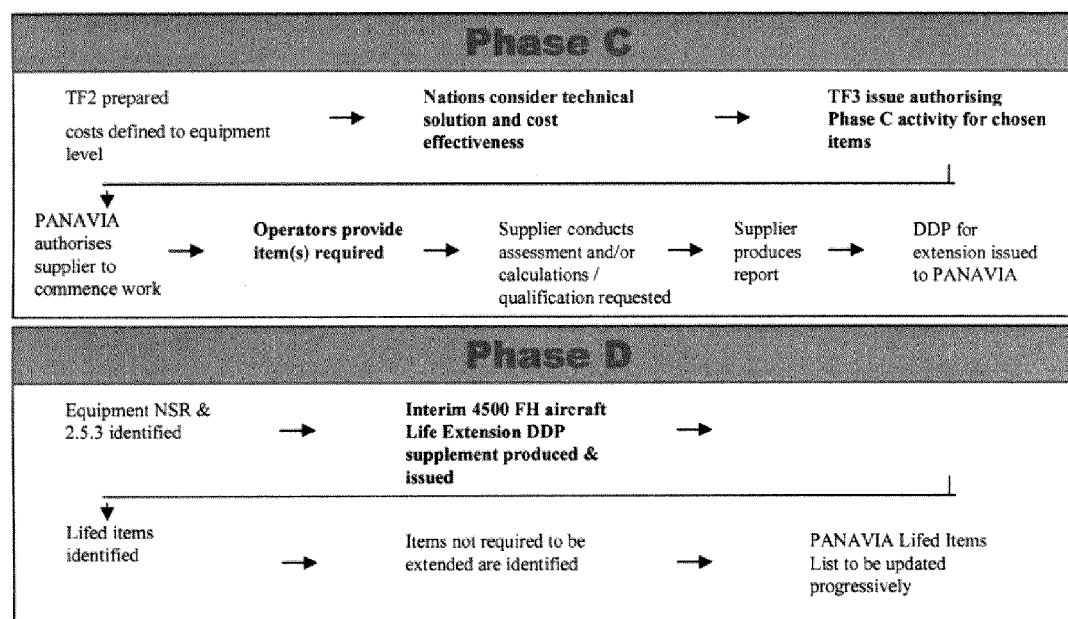 Phase C
TF2 prepared
costs defined to equipment
level
Nations consider technical
solution and cost
effectiveness
TF3 issue authorising
Phase C activity for chosen
items
PANAVIA
authorises
supplier to
commence work
Operators provide
item(s) required
Supplier conducts
assessment and/or
calculations /
qualification requested
Supplier
produces
report
DDP for
extension issued
to PANAVIA
Phase D
Equipment NSR &
2.5.3 identified
Interim 4500 FH aircraft
Life Extension DDP
supplement produced &
issued
Lifed items
identified
Items not required to be
extended are identified
PANAVIA Lifed Items
List to be updated
progressively